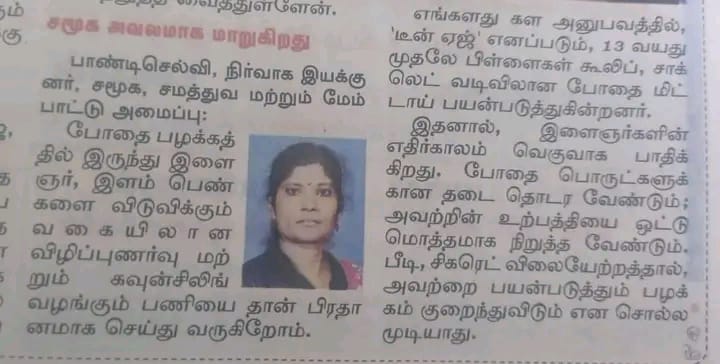 வைத்துள்ளேன்.
சமூக அவலமாக மாறுகிறது
பாண்டிசெல்வி, நிர்வாக இயக்கு
னர், சமூக, சமத்துவ மற்றும் மேம்
பாட்டு அமைப்பு:
போதை பழக்கத்
தில் இருந்து இளை
ஞர், இளம் பெண்
களை விடுவிக்கும்
வகையிலான
விழிப்புணர்வு மற்
றும் கவுன்சிலிங்
வழங்கும் பணியை தான் பிரதா
னமாக செய்து வருகிறோம்.
எங்களது கள அனுபவத்தில்,
'டீன் ஏஜ்' எனப்படும், 13 வயது
முதலே பிள்ளைகள் கூலிப், சாக்
லெட் வடிவிலான போதை மிட்
டாய் பயன்படுத்துகின்றனர்.
இதனால், இளைஞர்களின்
எதிர்காலம் வெகுவாக பாதிக்
கிறது. போதை பொருட்களுக்
கான தடை தொடர வேண்டும்;
அவற்றின் உற்பத்தியை ஒட்டு
மொத்தமாக நிறுத்த வேண்டும்.
பீடி, சிகரெட் விலையேற்றத்தால்,
அவற்றை பயன்படுத்தும் பழக்
கம் குறைந்துவிடும் என சொல்ல
முடியாது.